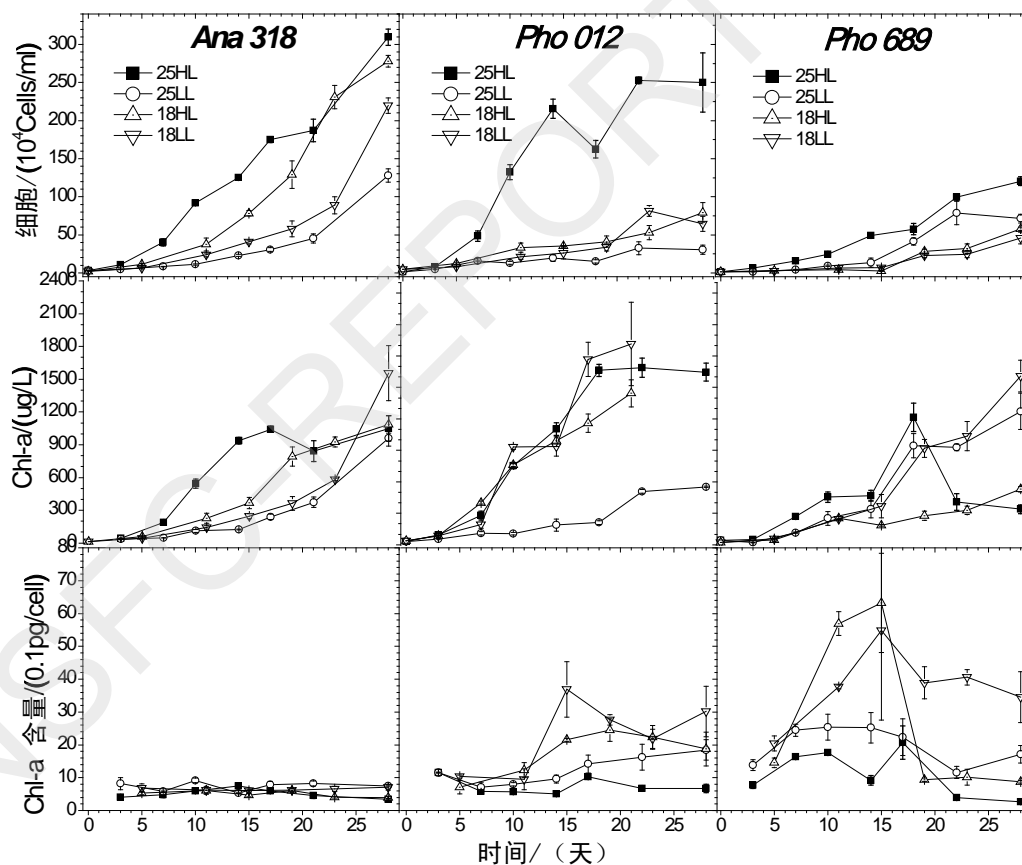 Ana 318
Pho 012
Pho 689
25HL
25LL
18HL
18LL
25HL
25LL
18HL
18LL
25HL
25LL
18HL
18LL
细胞/(10⁴Cells/ml)
300
250
200
150
100
50
0
Chl-a/(ug/L)
2400
2100
1800
1500
1200
900
600
300
0
Chl-a 含量/(0.1pg/cell)
80
70
60
50
40
30
20
10
0
0 5 10 15 20 25
0 5 10 15 20 25
0 5 10 15 20 25
时间/（天）
NSFC-REPORT